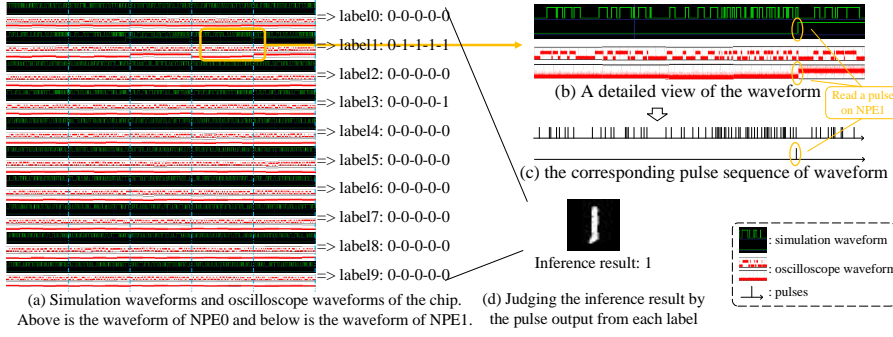 => label0: 0-0-0-0-0
=> label1: 0-1-1-1-1
=> label2: 0-0-0-0-0
=> label3: 0-0-0-0-1
=> label4: 0-0-0-0-0
=> label5: 0-0-0-0-0
=> label6: 0-0-0-0-0
=> label7: 0-0-0-0-0
=> label8: 0-0-0-0-0
=> label9: 0-0-0-0-0
(a) Simulation waveforms and oscilloscope waveforms of the chip.
Above is the waveform of NPE0 and below is the waveform of NPE1.
(b) A detailed view of the waveform
Read a pulse
on NPE1
(c) the corresponding pulse sequence of waveform
Inference result: 1
(d) Judging the inference result by
the pulse output from each label
: simulation waveform
: oscilloscope waveform
: pulses